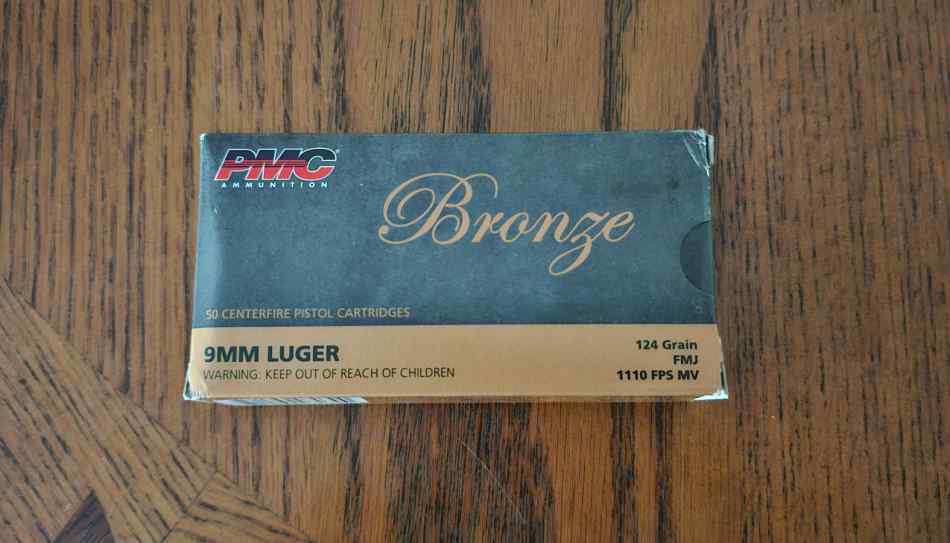 PMC
AMMUNITION
Bronze
50 CENTERFIRE PISTOL CARTRIDGES
9MM LUGER
WARNING: KEEP OUT OF REACH OF CHILDREN
124 Grain
FMJ
1110 FPS MV